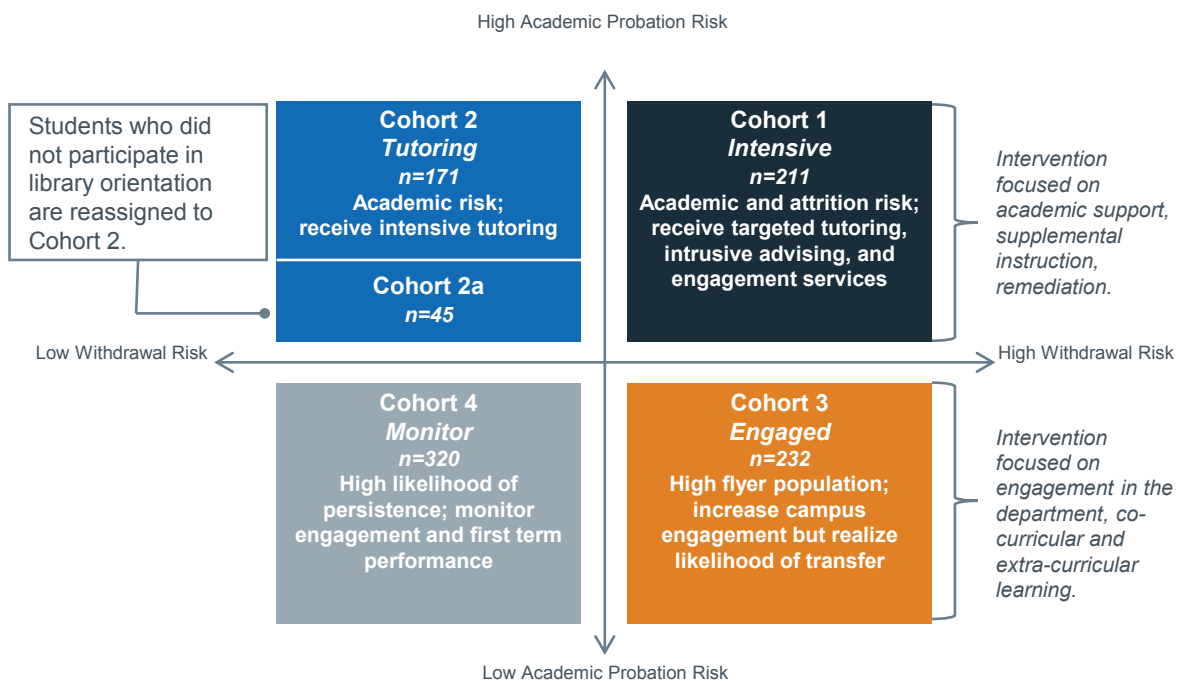 High Academic Probation Risk
Students who did
not participate in
library orientation
are reassigned to
Cohort 2.
Cohort 2
Tutoring
n=171
Academic risk;
receive intensive tutoring
Cohort 2a
n=45
Cohort 1
Intensive
n=211
Academic and attrition risk;
receive targeted tutoring,
intrusive advising, and
engagement services
Intervention
focused on
academic support,
supplemental
instruction,
remediation.
Low Withdrawal Risk
High Withdrawal Risk
Cohort 4
Monitor
n=320
High likelihood of
persistence; monitor
engagement and first term
performance
Cohort 3
Engaged
n=232
High flyer population;
increase campus
engagement but realize
likelihood of transfer
Intervention
focused on
engagement in the
department, co-
curricular and
extra-curricular
learning.
Low Academic Probation Risk